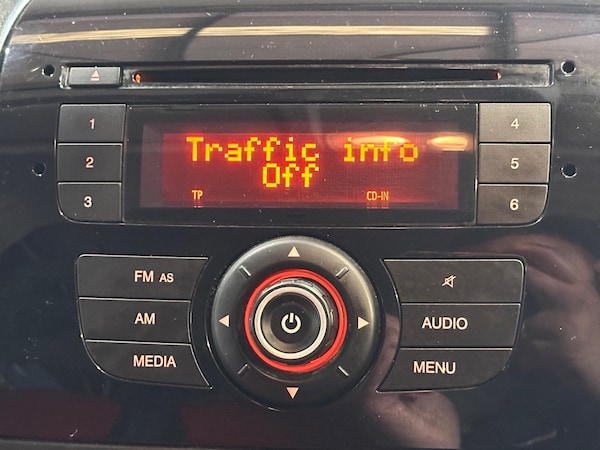 1
4
Traffic info
2
5
Off
TP
CD-IN
3
6
FM AS
AM
AUDIO
MEDIA
MENU